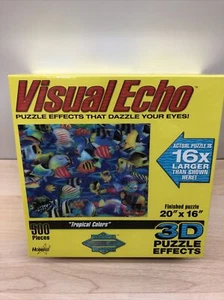 Visual Echo
PUZZLE EFFECTS THAT DAZZLE YOUR EYES!
ACTUAL PUZZLE IS
16x
LARGER
THAN SHOWN
HERE!
Finished puzzle
20" x 16"
500
Pieces
"Tropical Colors"
3D
PUZZLE
EFFECTS